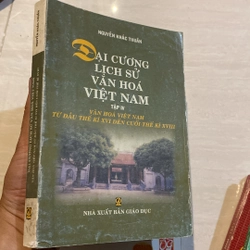 NGUYỄN KHẮC THUẦN
ĐẠI CƯƠNG
LỊCH SỬ
VĂN HOÁ
VIỆT NAM
TẬP IV
VĂN HOÁ VIỆT NAM
TỪ ĐẦU THẾ KỈ XVI ĐẾN CUỐI THẾ KỈ XVIII
NHÀ XUẤT BẢN GIÁO DỤC